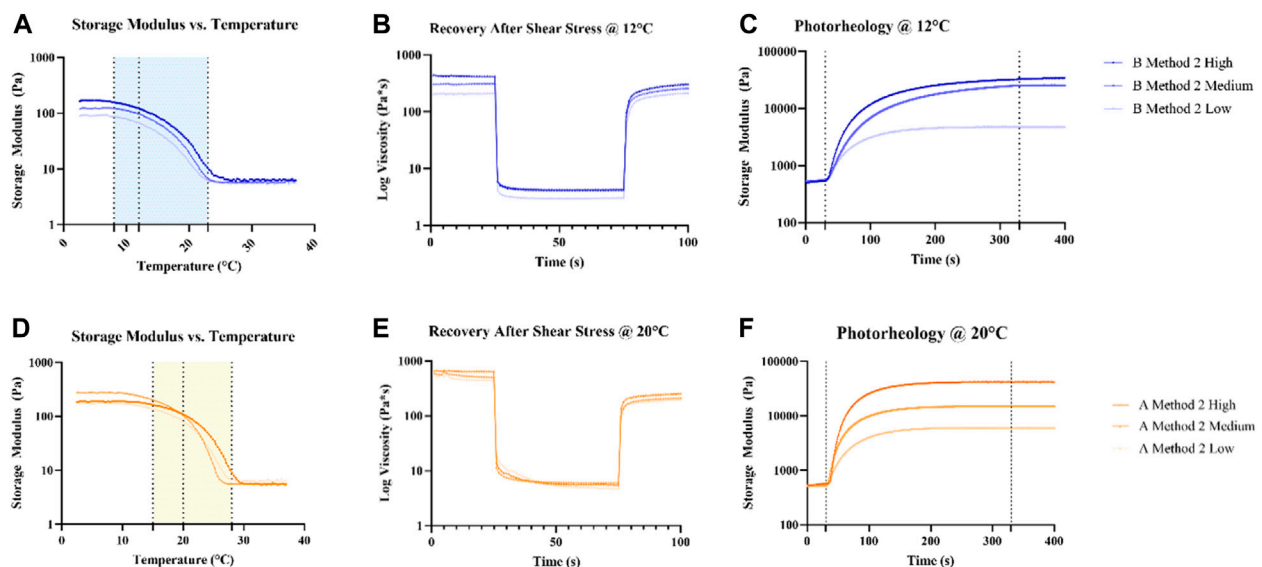 A
Storage Modulus vs. Temperature
Storage Modulus (Pa)
1000
100
10
1
0
10
20
30
40
Temperature (°C)
B
Recovery After Shear Stress @ 12°C
Log Viscosity (Pa*s)
1000
100
10
1
0
50
100
Time (s)
C
Photorheology @ 12°C
Storage Modulus (Pa)
100000
10000
1000
100
0
100
200
300
400
Time (s)
B Method 2 High
B Method 2 Medium
B Method 2 Low
D
Storage Modulus vs. Temperature
Storage Modulus (Pa)
1000
100
10
1
0
10
20
30
40
Temperature (°C)
E
Recovery After Shear Stress @ 20°C
Log Viscosity (Pa*s)
1000
100
10
1
0
50
100
Time (s)
F
Photorheology @ 20°C
Storage Modulus (Pa)
100000
10000
1000
100
0
100
200
300
400
Time (s)
A Method 2 High
A Method 2 Medium
A Method 2 Low